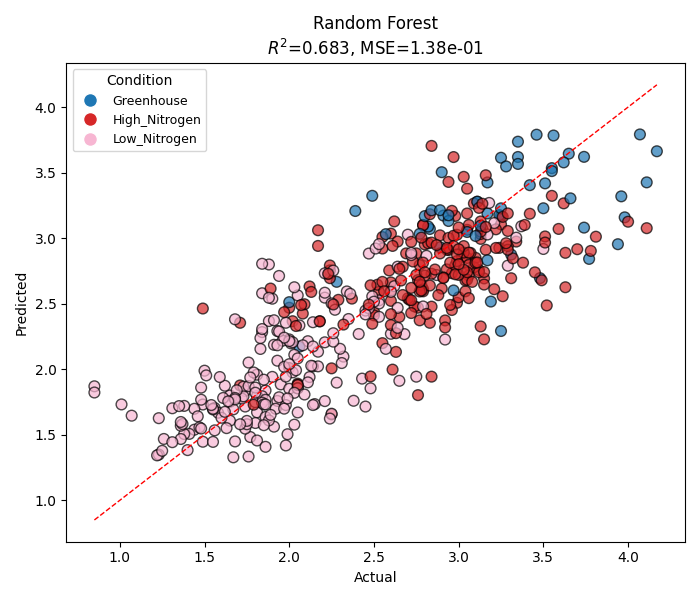 Random Forest
R²=0.683, MSE=1.38e-01
Condition
Greenhouse
High_Nitrogen
Low_Nitrogen
4.0
3.5
3.0
2.5
2.0
1.5
1.0
Predicted
1.0 1.5 2.0 2.5 3.0 3.5 4.0
Actual